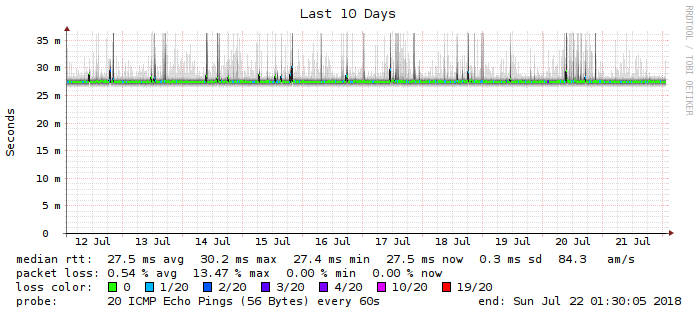 Last 10 Days
RRDTOOL / TOBI OETIKER
Seconds
35 m
30 m
25 m
20 m
15 m
10 m
5 m
0
12 Jul 13 Jul 14 Jul 15 Jul 16 Jul 17 Jul 18 Jul 19 Jul 20 Jul 21 Jul
median rtt: 27.5 ms avg 30.2 ms max 27.4 ms min 27.5 ms now 0.3 ms sd 84.3 am/s
packet loss: 0.54 % avg 13.47 % max 0.00 % min 0.00 % now
loss color: 0 1/20 2/20 3/20 4/20 10/20 19/20
probe: 20 ICMP Echo Pings (56 Bytes) every 60s end: Sun Jul 22 01:30:05 2018